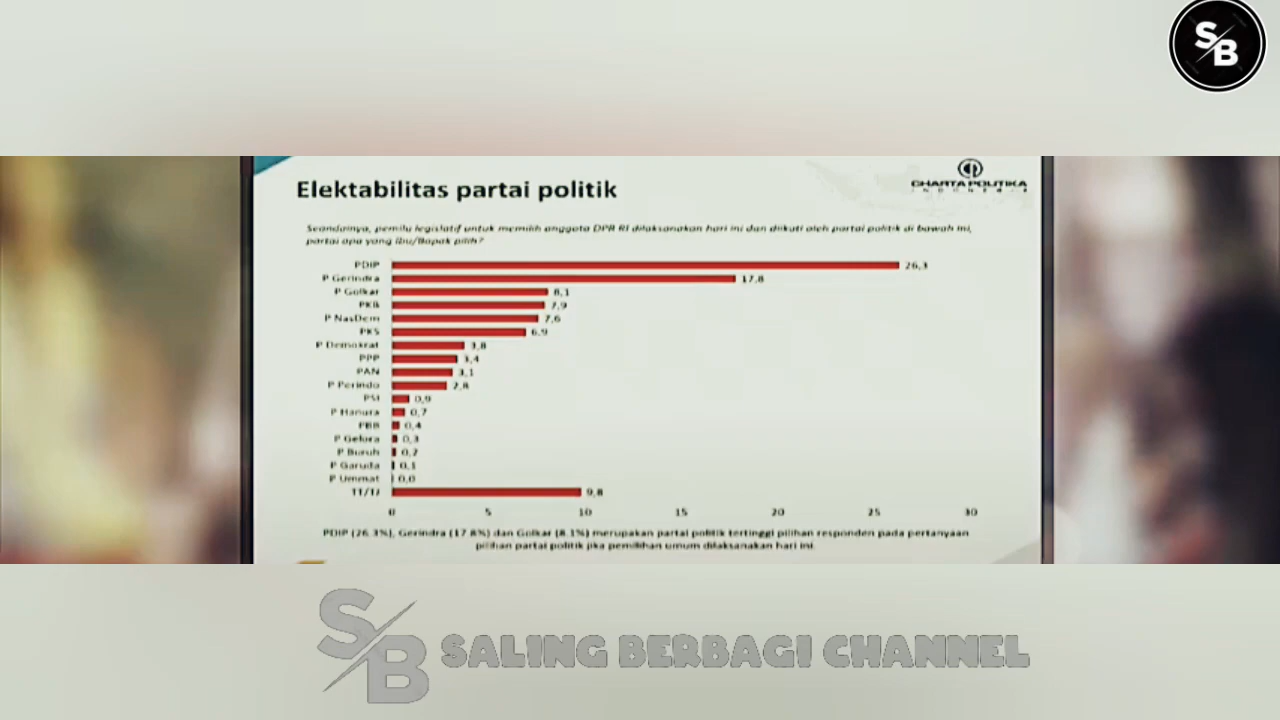 SB
Elektabilitas partai politik
CHARTA POLITIKA
I N D O N E S I A
Seandainya, pemilu legislatif untuk memilih anggota DPR RI dilaksanakan hari ini dan diikuti oleh partai politik di bawah ini,
partai apa yang Ibu/Bapak pilih?
PDIP 26,3
P Gerindra 17,8
P Golkar 8,1
PKB 7,9
P NasDem 7,6
PKS 6,9
P Demokrat 3,8
PPP 3,4
PAN 3,1
P Perindo 2,8
PSI 0,9
P Hanura 0,7
PBB 0,4
P Gelora 0,3
P Buruh 0,2
P Garuda 0,1
P Ummat 0,0
TT/TJ 9,8
0 5 10 15 20 25 30
PDIP (26.3%), Gerindra (17.8%) dan Golkar (8.1%) merupakan partai politik tertinggi pilihan responden pada pertanyaan
pilihan partai politik jika pemilihan umum dilaksanakan hari ini.
SB SALING BERBAGI CHANNEL